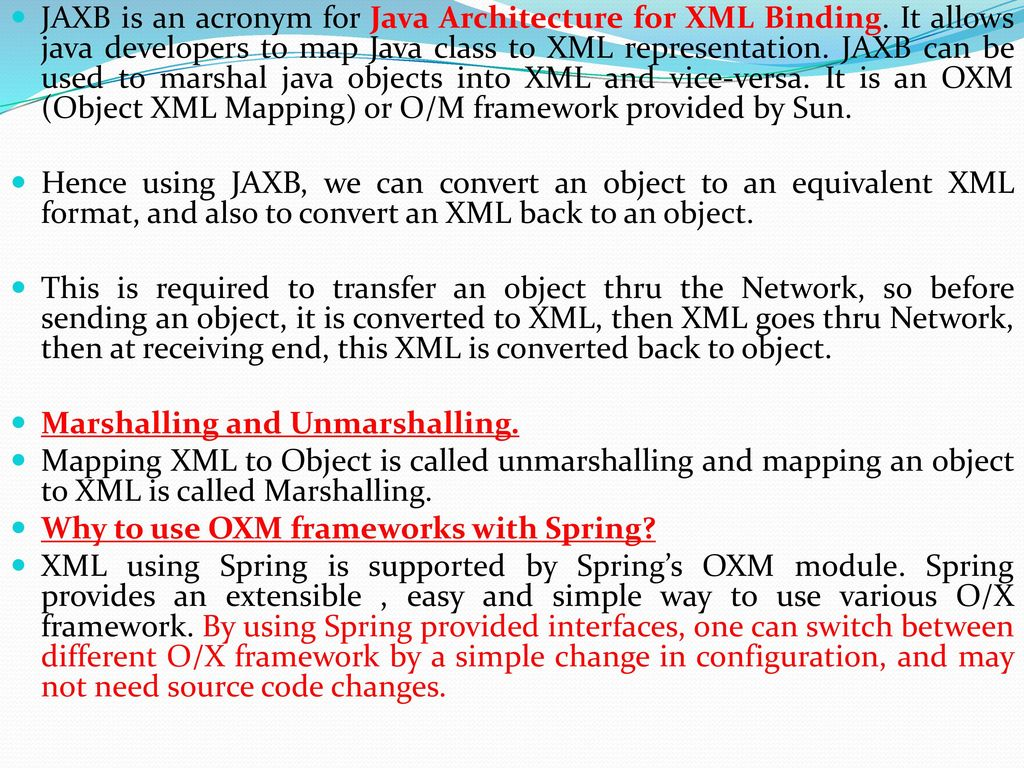 JAXB is an acronym for Java Architecture for XML Binding. It allows
java developers to map Java class to XML representation. JAXB can be
used to marshal java objects into XML and vice-versa. It is an OXM
(Object XML Mapping) or O/M framework provided by Sun.
Hence using JAXB, we can convert an object to an equivalent XML
format, and also to convert an XML back to an object.
This is required to transfer an object thru the Network, so before
sending an object, it is converted to XML, then XML goes thru Network,
then at receiving end, this XML is converted back to object.
Marshalling and Unmarshalling.
Mapping XML to Object is called unmarshalling and mapping an object
to XML is called Marshalling.
Why to use OXM frameworks with Spring?
XML using Spring is supported by Spring’s OXM module. Spring
provides an extensible , easy and simple way to use various O/X
framework. By using Spring provided interfaces, one can switch between
different O/X framework by a simple change in configuration, and may
not need source code changes.